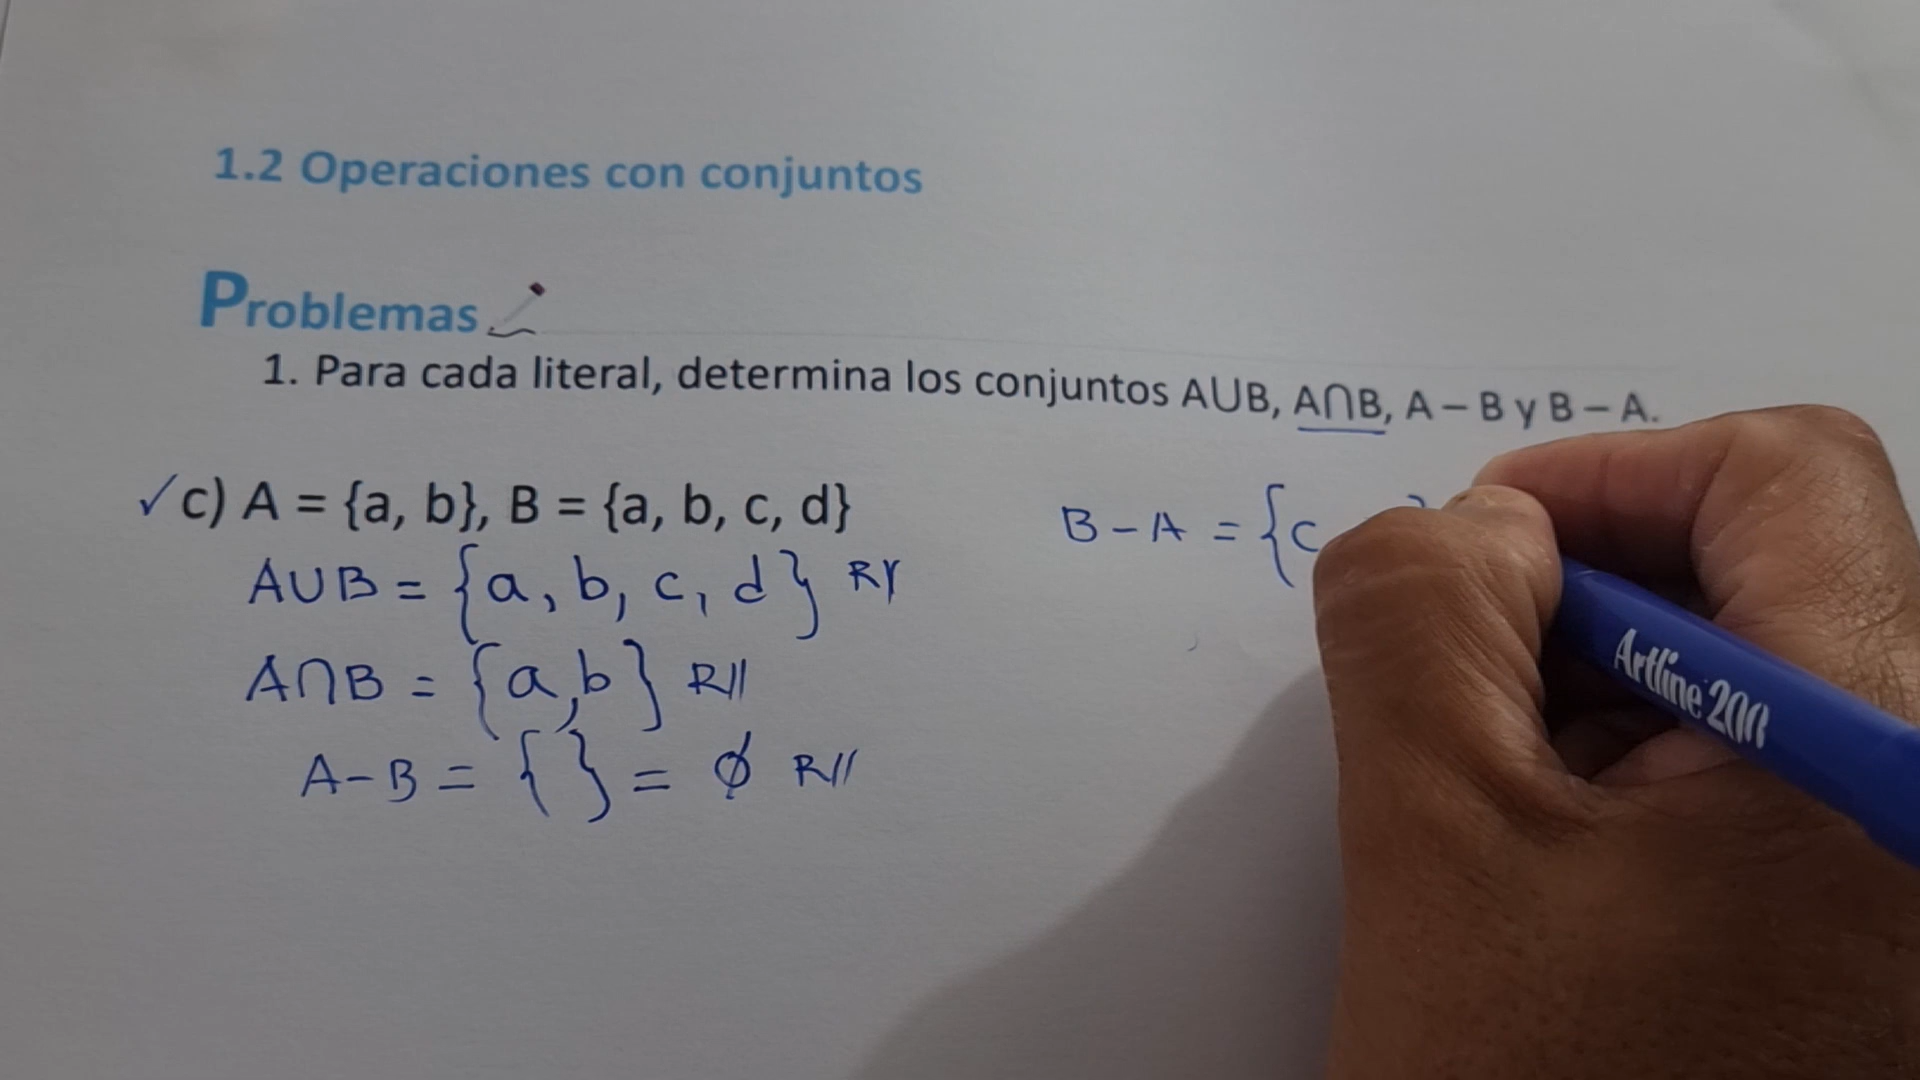 1.2 Operaciones con conjuntos
Problemas
1. Para cada literal, determina los conjuntos A∪B, A∩B, A – B y B – A.
✓ c) A = {a, b}, B = {a, b, c, d}
A∪B = {a, b, c, d} R//
A∩B = {a,b} R//
A-B = { } = ∅ R//
B-A = {c
Artline 200